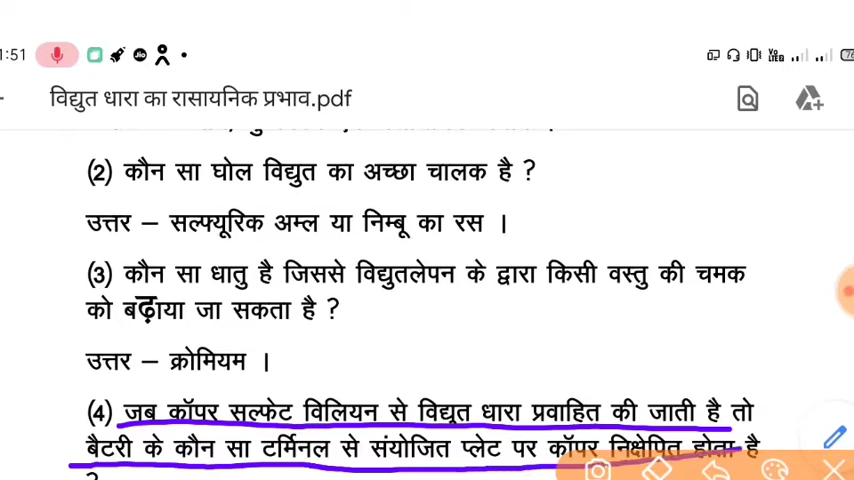 1:51
विद्युत धारा का रासायनिक प्रभाव.pdf
(2) कौन सा घोल विद्युत का अच्छा चालक है ?
उत्तर – सल्फ्यूरिक अम्ल या निम्बू का रस ।
(3) कौन सा धातु है जिससे विद्युतलेपन के द्वारा किसी वस्तु की चमक
को बढ़ाया जा सकता है ?
उत्तर – क्रोमियम ।
(4) जब कॉपर सल्फेट विलियन से विद्युत धारा प्रवाहित की जाती है तो
बैटरी के कौन सा टर्मिनल से संयोजित प्लेट पर कॉपर निक्षेपित होता है